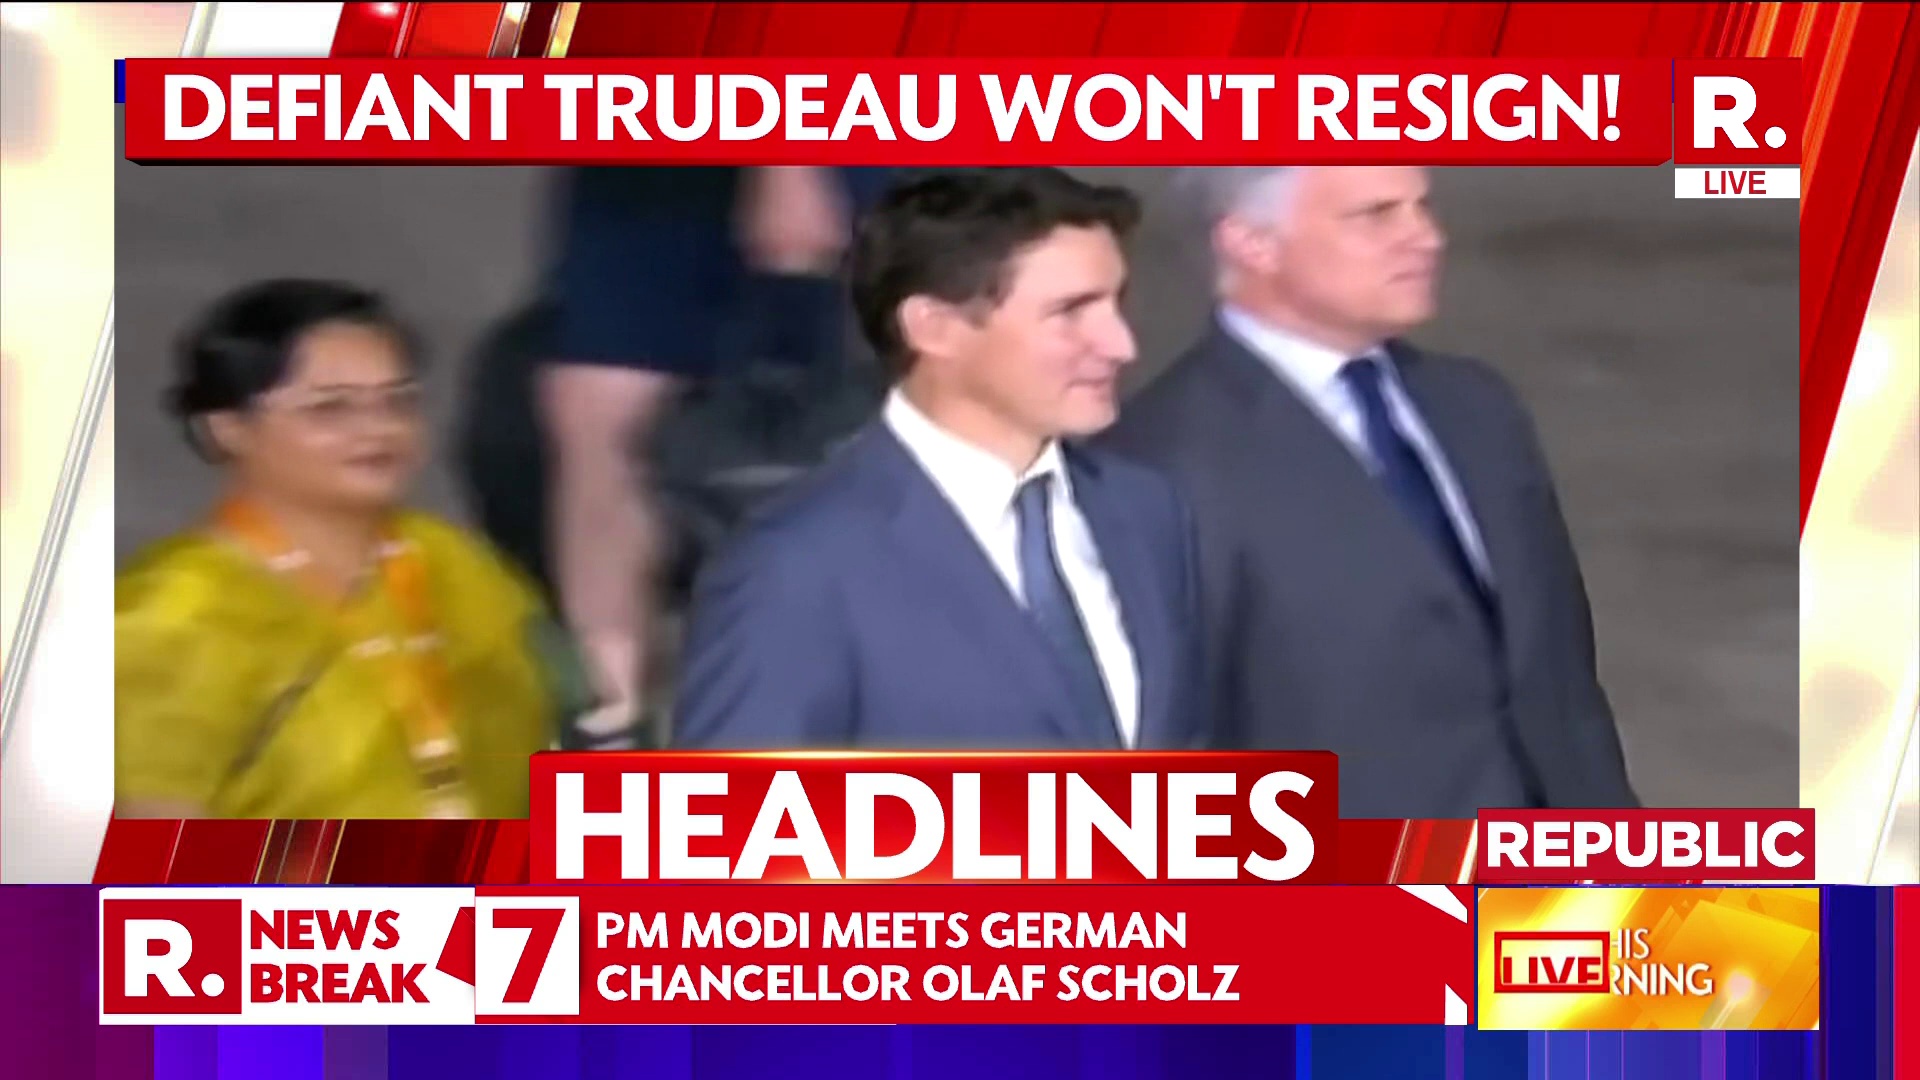 DEFIANT TRUDEAU WON'T RESIGN!
R.
LIVE
HEADLINES
REPUBLIC
R.
NEWS
BREAK
7
PM MODI MEETS GERMAN
CHANCELLOR OLAF SCHOLZ
LIVE